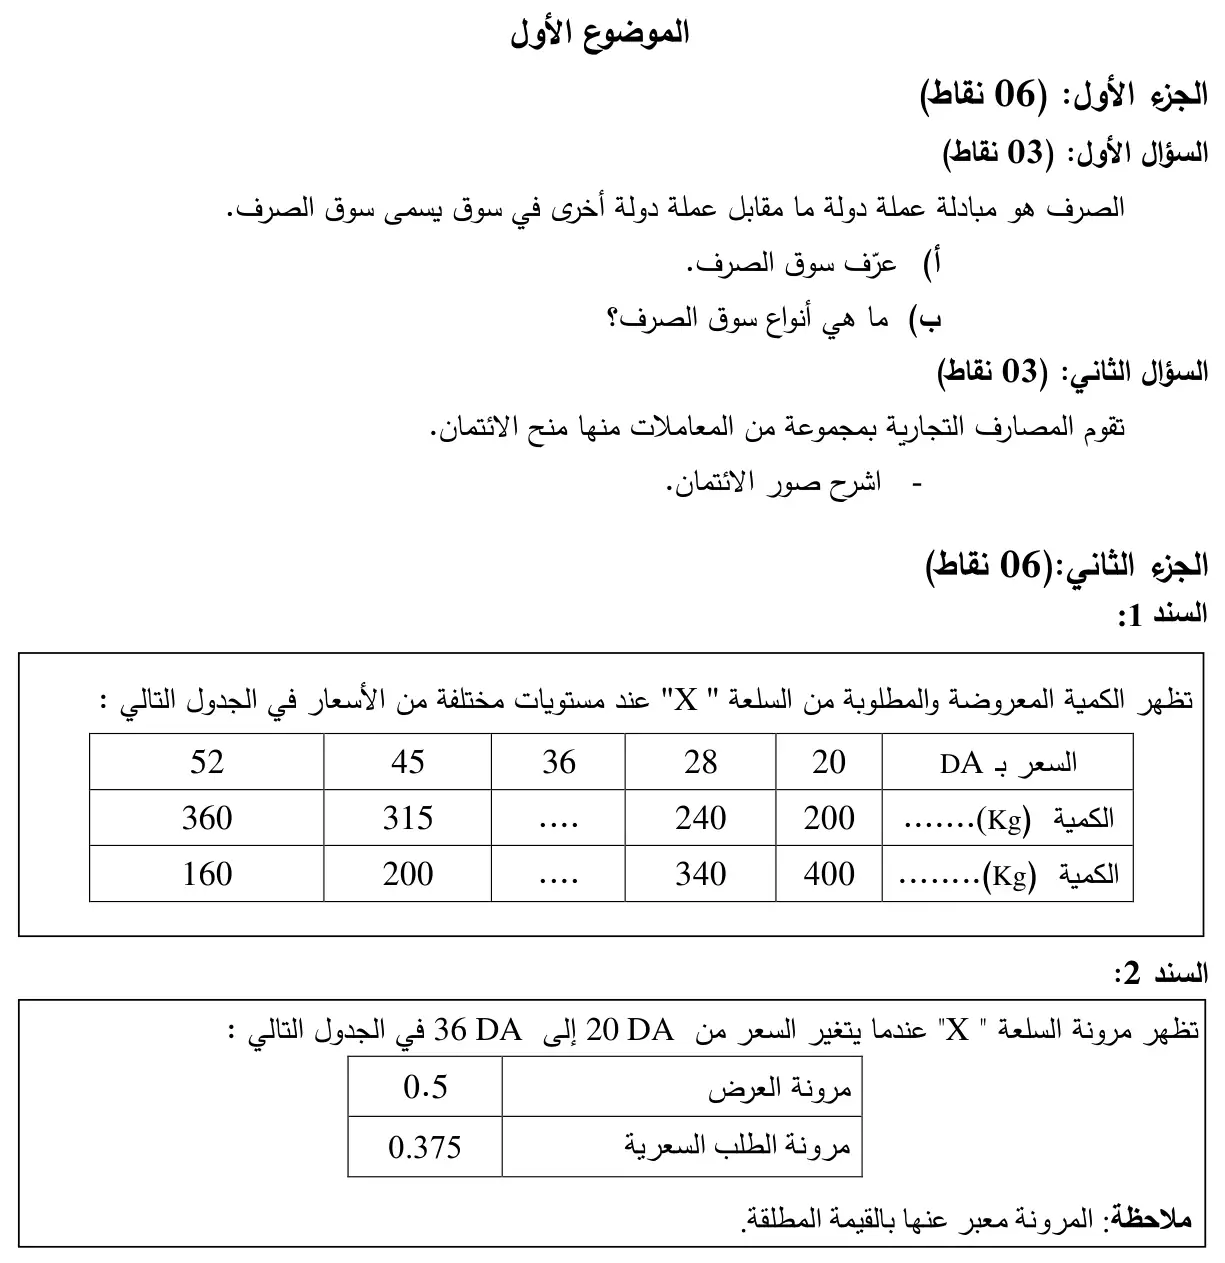 الموضوع الأول
الجزء الأول: (06 نقاط)
السؤال الأول: (03 نقاط)
الصرف هو مبادلة عملة دولة ما مقابل عملة دولة أخرى في سوق يسمى سوق الصرف.
أ) عرّف سوق الصرف.
ب) ما هي أنواع سوق الصرف؟
السؤال الثاني: (03 نقاط)
تقوم المصارف التجارية بمجموعة من المعاملات منها منح الائتمان.
- اشرح صور الائتمان.
الجزء الثاني:(06 نقاط)
السند 1:
تظهر الكمية المعروضة والمطلوبة من السلعة " X" عند مستويات مختلفة من الأسعار في الجدول التالي :
السعر بـ DA 20 28 36 45 52
الكمية (Kg)....... 200 240 .... 315 360
الكمية (Kg)........ 400 340 .... 200 160
السند 2:
تظهر مرونة السلعة " X" عندما يتغير السعر من 20 DA إلى 36 DA في الجدول التالي :
مرونة العرض 0.5
مرونة الطلب السعرية 0.375
ملاحظة: المرونة معبر عنها بالقيمة المطلقة.